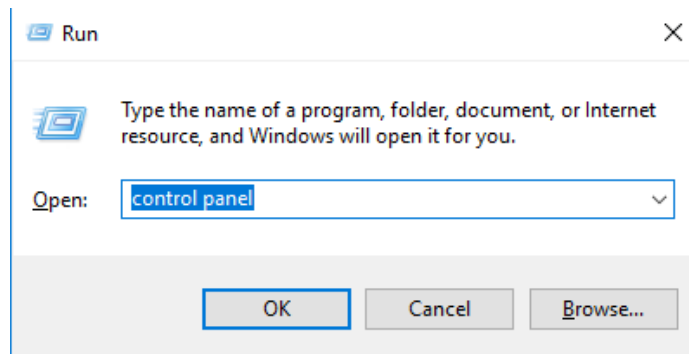 Run
Type the name of a program, folder, document, or Internet
resource, and Windows will open it for you.
Open: control panel
OK Cancel Browse...